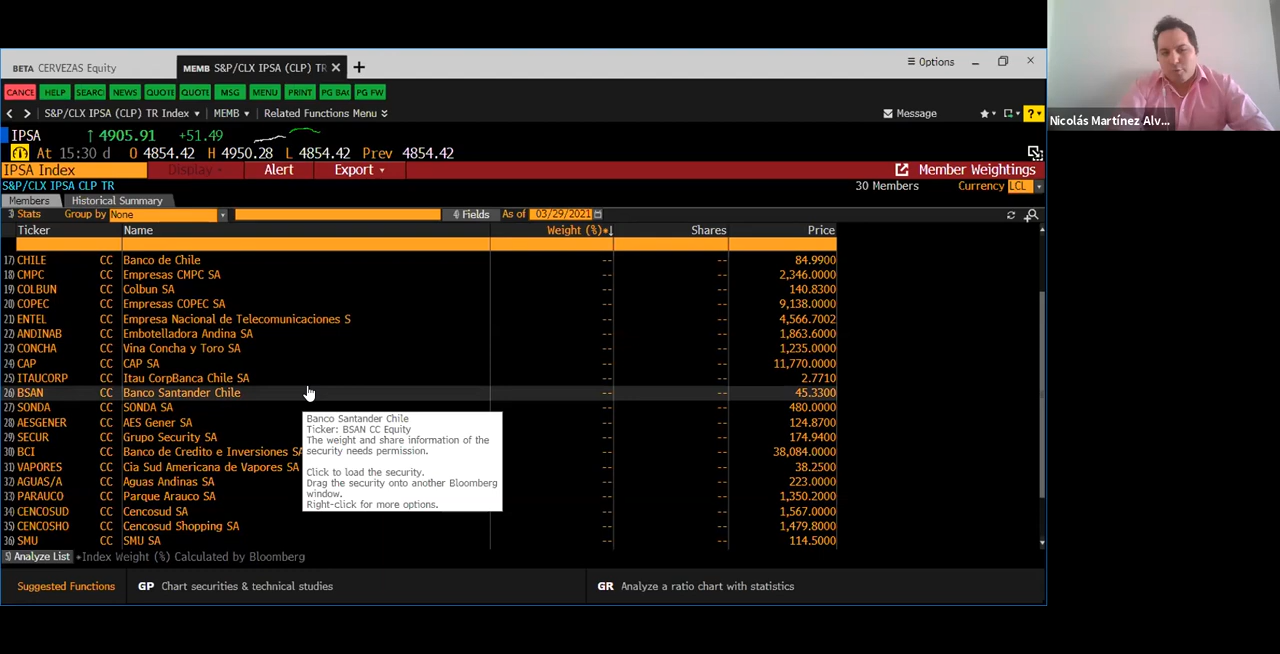 BETA CERVEZAS Equity
MEMB S&P/CLX IPSA (CLP) TR × +
Options
CANCE HELP SEARC NEWS QUOTE QUOTE MSG MENU PRINT PG BAC PG FW
S&P/CLX IPSA (CLP) TR Index MEMB Related Functions Menu
Message
Nicolás Martínez Alv...
IPSA ↑ 4905.91 +51.49
At 15:30 d O 4854.42 H 4950.28 L 4854.42 Prev 4854.42
IPSA Index Display Alert Export Member Weightings
S&P/CLX IPSA CLP TR 30 Members Currency LCL
Members Historical Summary
3) Stats Group by None 4) Fields As of 03/29/2021
Ticker Name Weight (%) ↓ Shares Price
17) CHILE CC Banco de Chile -- -- 84.9900
18) CMPC CC Empresas CMPC SA -- -- 2,346.0000
19) COLBUN CC Colbun SA -- -- 140.8300
20) COPEC CC Empresas COPEC SA -- -- 9,138.0000
21) ENTEL CC Empresa Nacional de Telecomunicaciones S -- -- 4,566.7002
22) ANDINAB CC Embotelladora Andina SA -- -- 1,863.6000
23) CONCHA CC Vina Concha y Toro SA -- -- 1,235.0000
24) CAP CC CAP SA -- -- 11,770.0000
25) ITAUCORP CC Itau CorpBanca Chile SA -- -- 2.7710
26) BSAN CC Banco Santander Chile -- -- 45.3300
27) SONDA CC SONDA SA -- -- 480.0000
28) AESGENER CC AES Gener SA -- -- 124.8700
29) SECUR CC Grupo Security SA -- -- 174.9400
30) BCI CC Banco de Credito e Inversiones SA -- -- 38,084.0000
31) VAPORES CC Cia Sud Americana de Vapores SA -- -- 38.2500
32) AGUAS/A CC Aguas Andinas SA -- -- 223.0000
33) PARAUCO CC Parque Arauco SA -- -- 1,350.2000
34) CENCOSUD CC Cencosud SA -- -- 1,567.0000
35) CENCOSHO CC Cencosud Shopping SA -- -- 1,479.8000
36) SMU CC SMU SA -- -- 114.5000
Banco Santander Chile
Ticker: BSAN CC Equity
The weight and share information of the
security needs permission.
Click to load the security.
Drag the security onto another Bloomberg
window.
Right-click for more options.
5) Analyze List *Index Weight (%) Calculated by Bloomberg
Suggested Functions GP Chart securities & technical studies GR Analyze a ratio chart with statistics